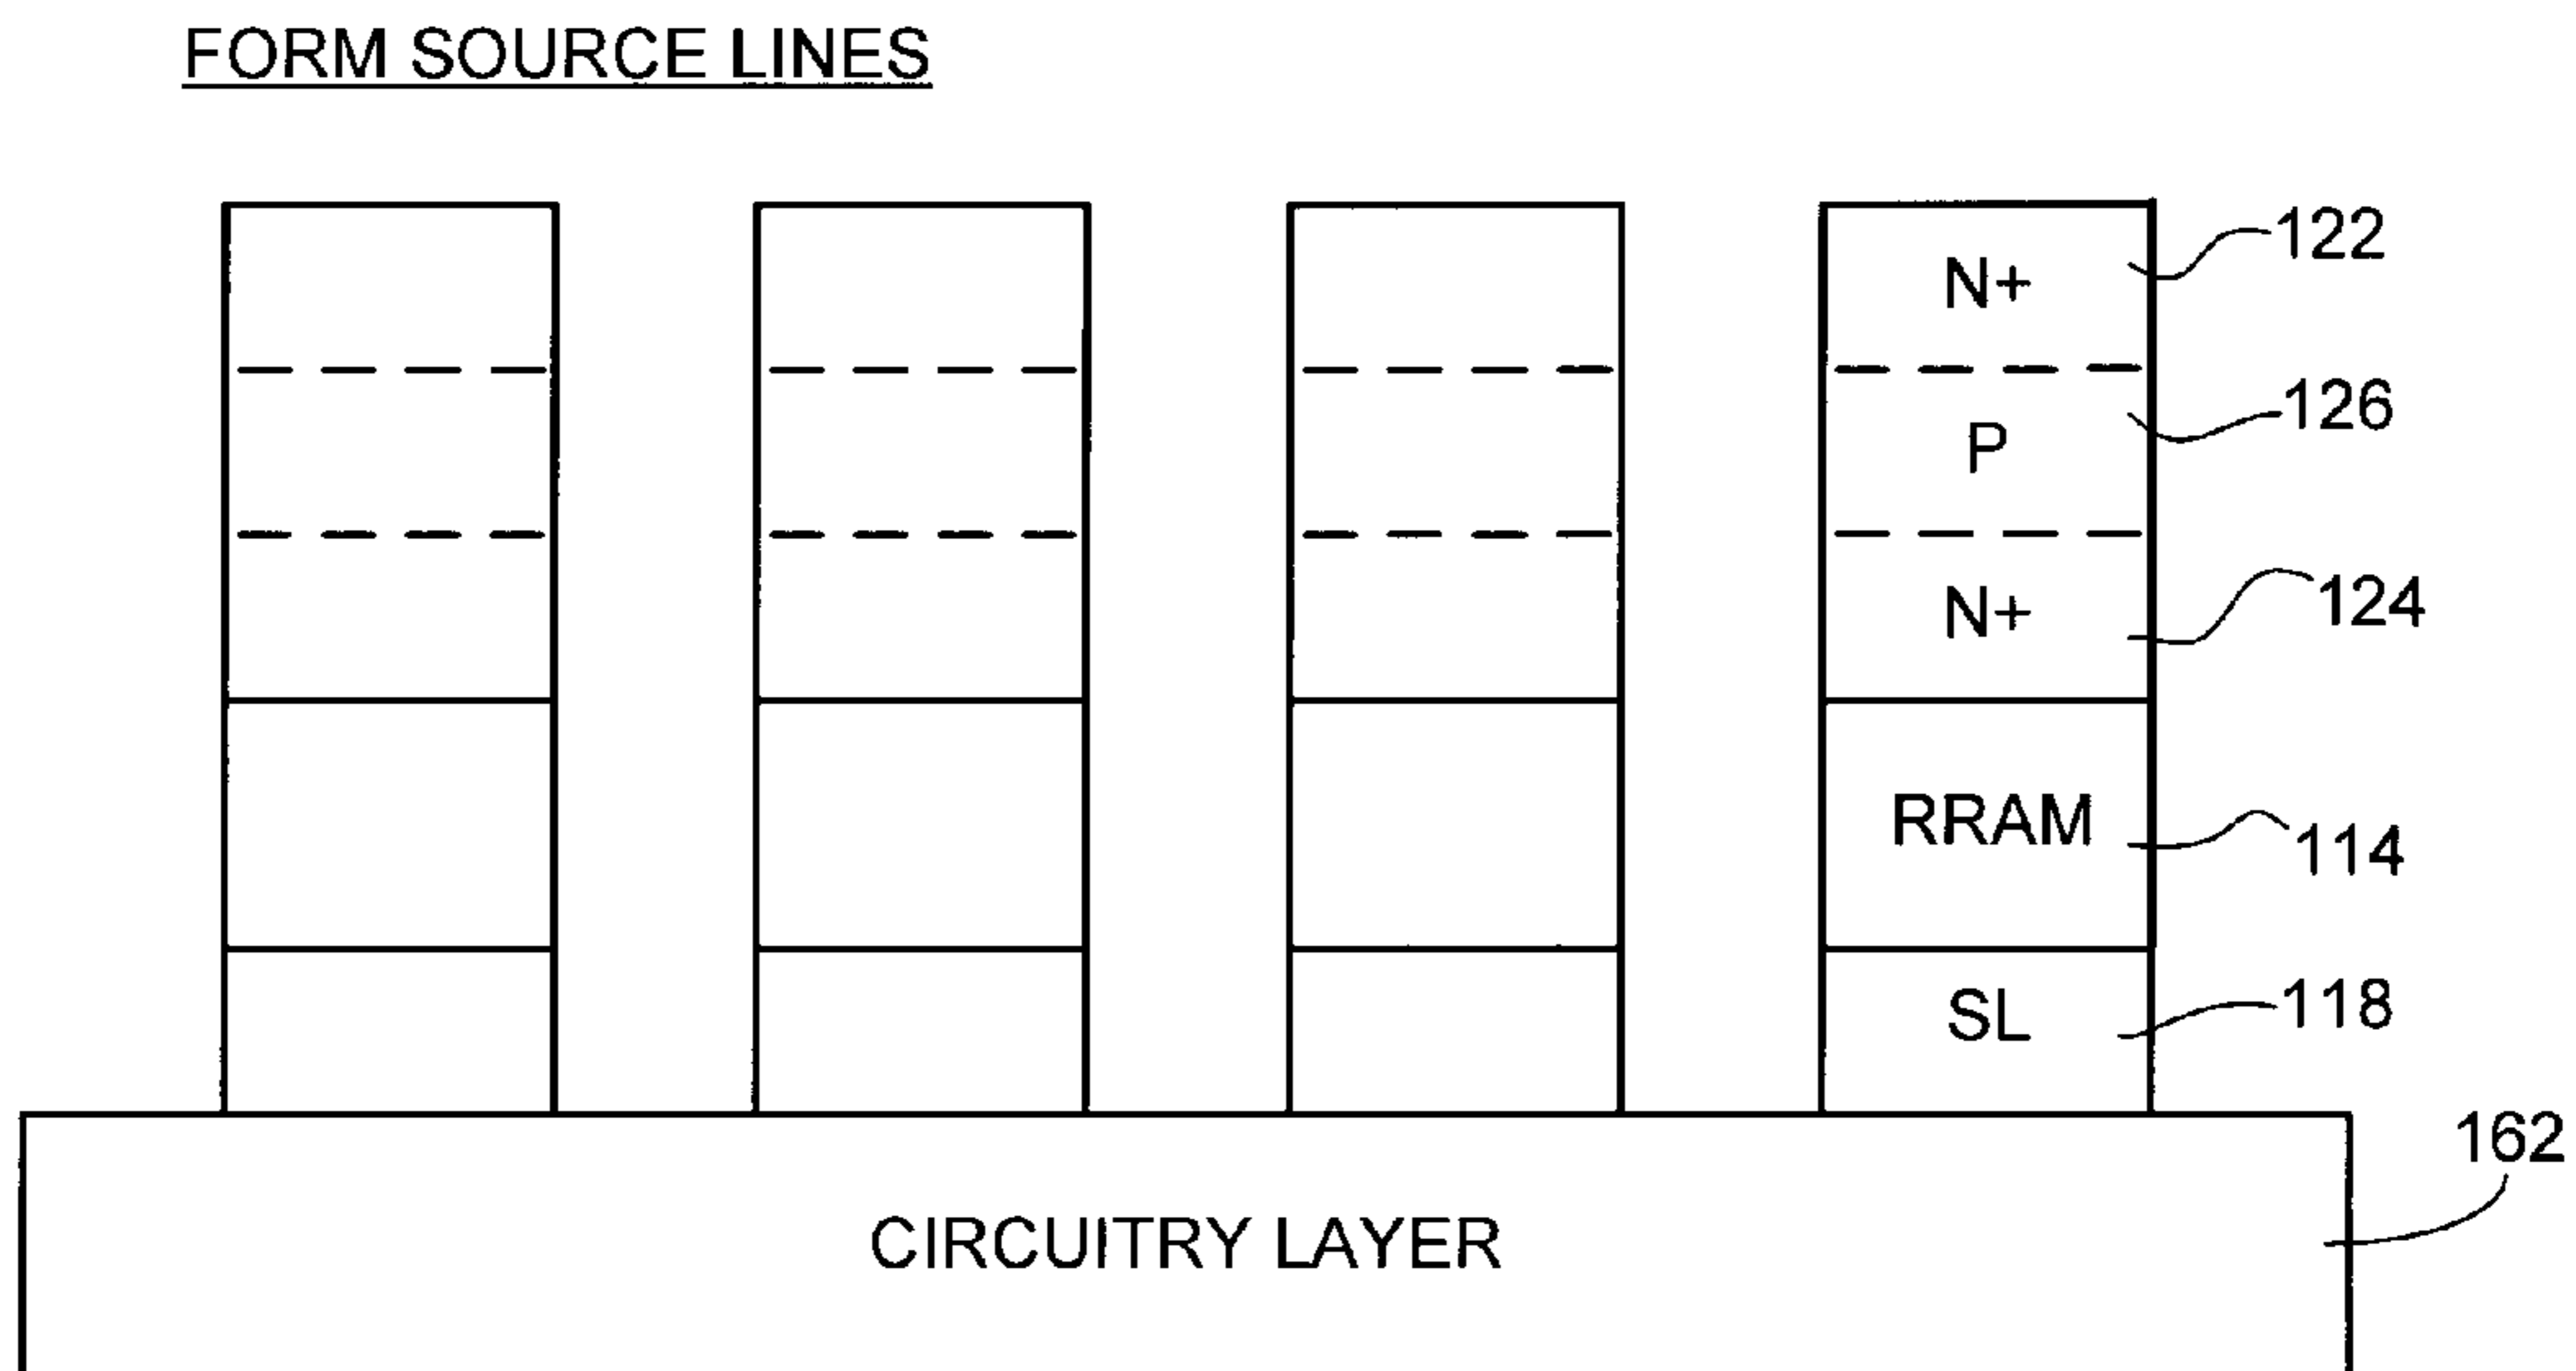 FORM SOURCE LINES
N+
122
P
126
N+
124
RRAM
114
SL
118
162
CIRCUITRY LAYER